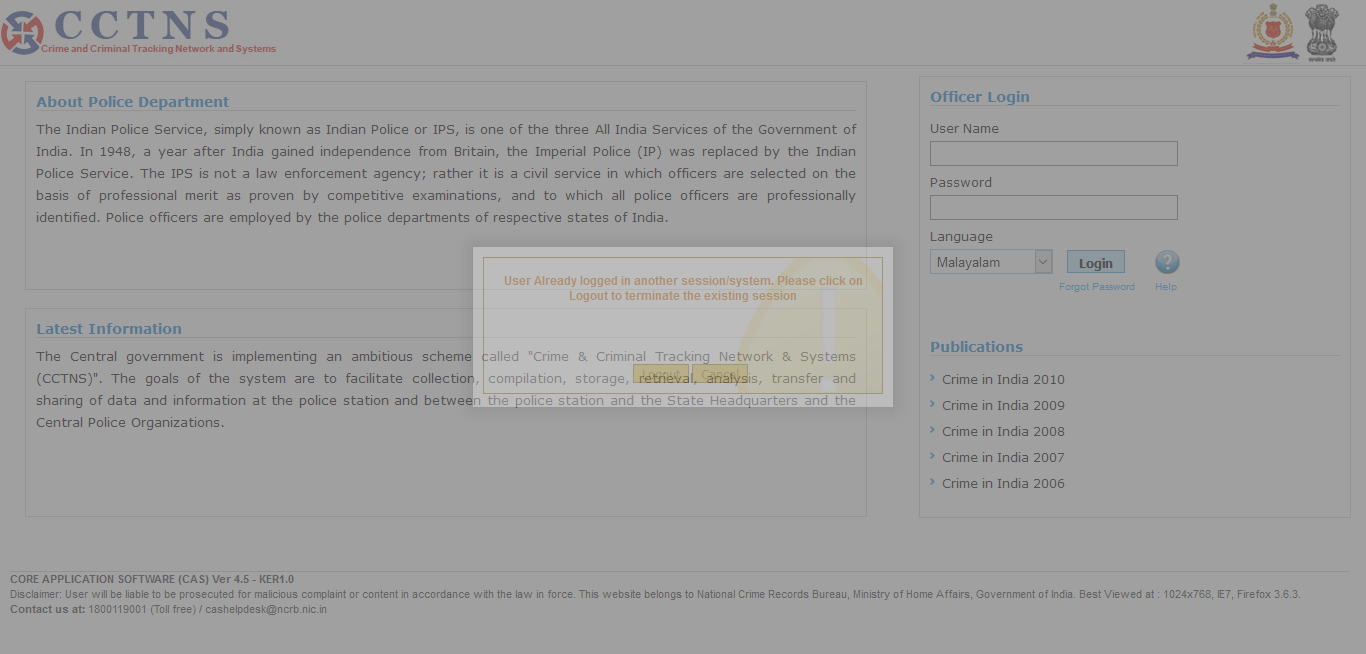 CCTNS
Crime and Criminal Tracking Network and Systems
About Police Department
The Indian Police Service, simply known as Indian Police or IPS, is one of the three All India Services of the Government of
India. In 1948, a year after India gained independence from Britain, the Imperial Police (IP) was replaced by the Indian
Police Service. The IPS is not a law enforcement agency; rather it is a civil service in which officers are selected on the
basis of professional merit as proven by competitive examinations, and to which all police officers are professionally
identified. Police officers are employed by the police departments of respective states of India.
Latest Information
The Central government is implementing an ambitious scheme called "Crime & Criminal Tracking Network & Systems
(CCTNS)". The goals of the system are to facilitate collection, compilation, storage, retrieval, analysis, transfer and
sharing of data and information at the police station and between the police station and the State Headquarters and the
Central Police Organizations.
User Already logged in another session/system. Please click on
Logout to terminate the existing session
Logout Cancel
Officer Login
User Name
Password
Language
Malayalam Login ?
Forgot Password Help
Publications
Crime in India 2010
Crime in India 2009
Crime in India 2008
Crime in India 2007
Crime in India 2006
CORE APPLICATION SOFTWARE (CAS) Ver 4.5 - KER1.0
Disclaimer: User will be liable to be prosecuted for malicious complaint or content in accordance with the law in force. This website belongs to National Crime Records Bureau, Ministry of Home Affairs, Government of India. Best Viewed at : 1024x768, IE7, Firefox 3.6.3.
Contact us at: 1800119001 (Toll free) / cashelpdesk@ncrb.nic.in